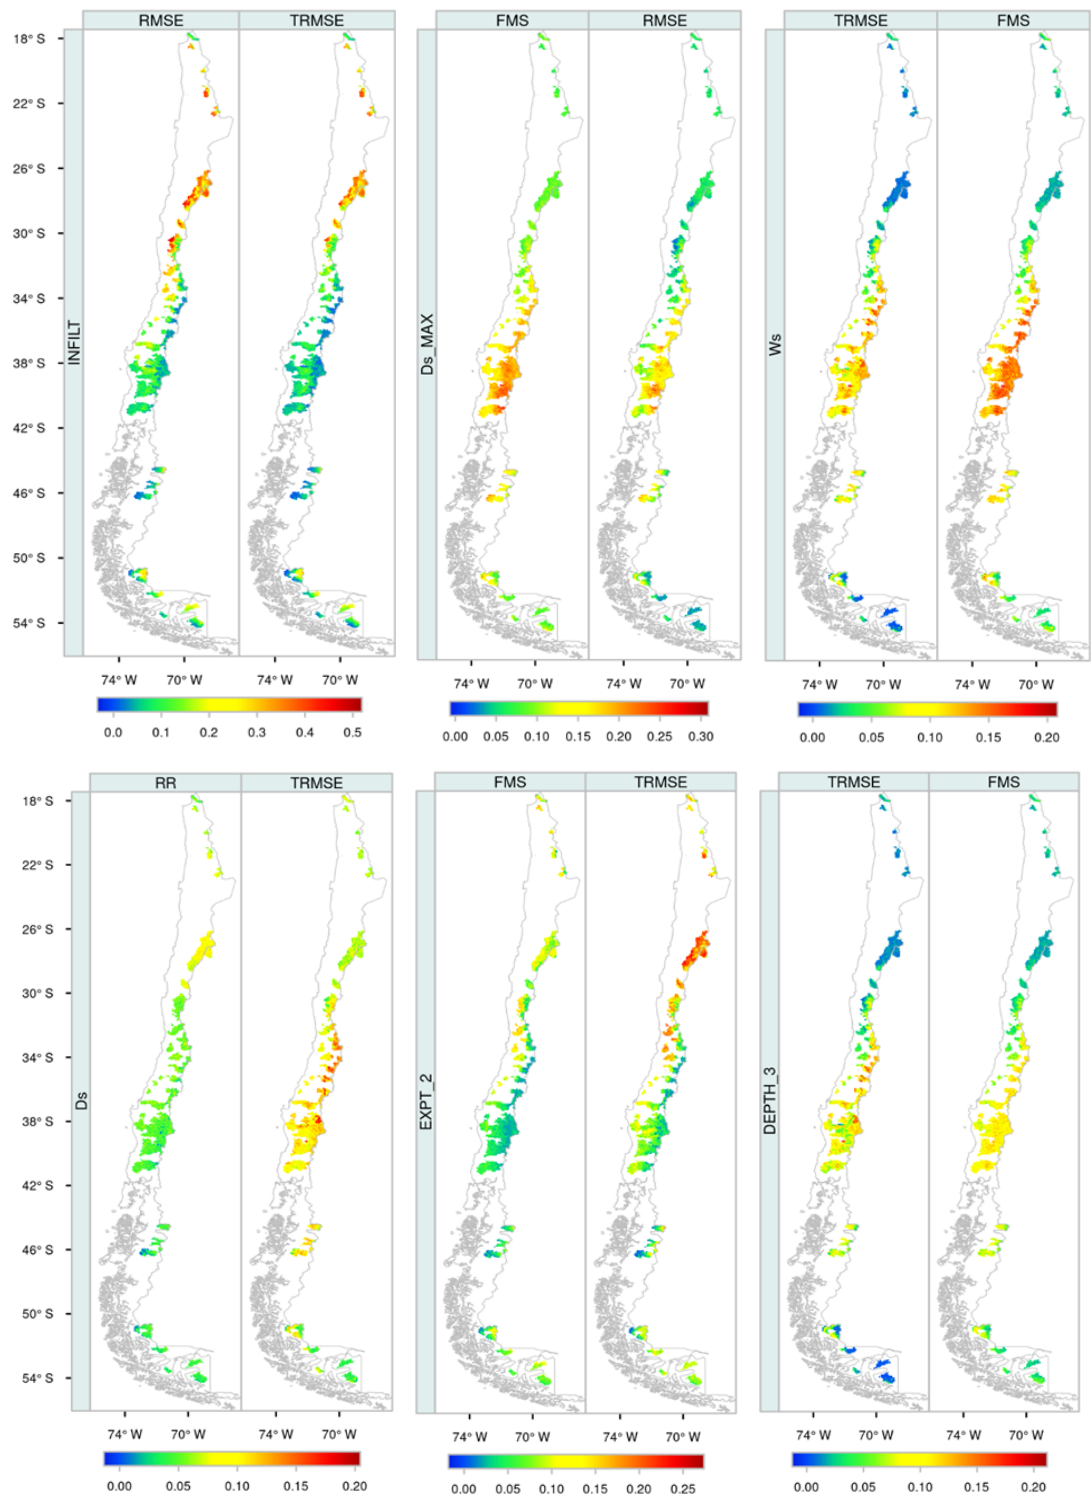 RMSE TRMSE FMS RMSE TRMSE FMS
18° S
22° S
26° S
30° S
34° S
38° S
42° S
46° S
50° S
54° S
INFILT
Ds_MAX
Ws
74° W 70° W 74° W 70° W 74° W 70° W 74° W 70° W 74° W 70° W 74° W 70° W
0.0 0.1 0.2 0.3 0.4 0.5
0.00 0.05 0.10 0.15 0.20 0.25 0.30
0.00 0.05 0.10 0.15 0.20
RR TRMSE FMS TRMSE TRMSE FMS
18° S
22° S
26° S
30° S
34° S
38° S
42° S
46° S
50° S
54° S
Ds
EXPT_2
DEPTH_3
74° W 70° W 74° W 70° W 74° W 70° W 74° W 70° W 74° W 70° W 74° W 70° W
0.00 0.05 0.10 0.15 0.20
0.00 0.05 0.10 0.15 0.20 0.25
0.00 0.05 0.10 0.15 0.20